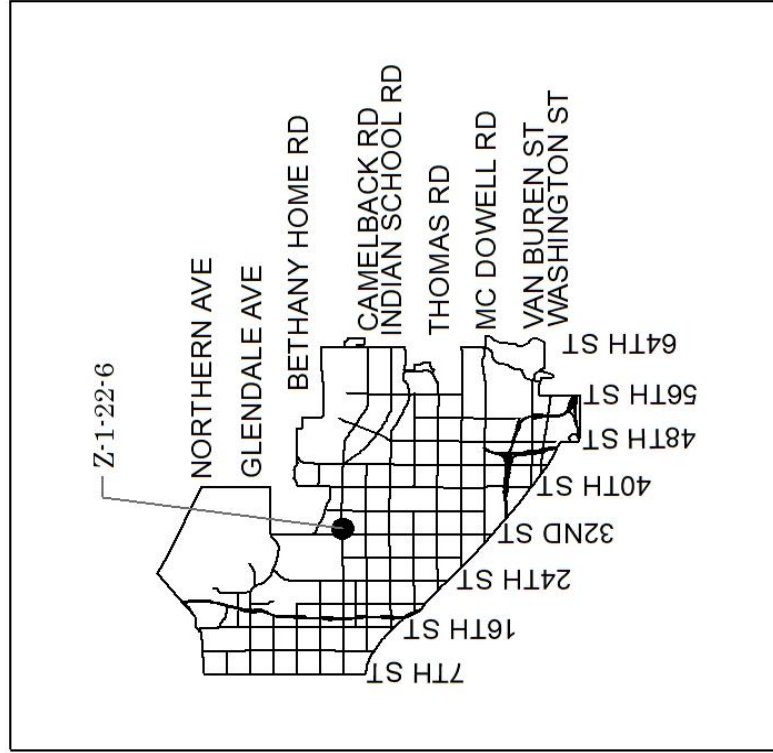 Z-1-22-6
NORTHERN AVE
GLENDALE AVE
BETHANY HOME RD
CAMELBACK RD
INDIAN SCHOOL RD
THOMAS RD
MC DOWELL RD
VAN BUREN ST
WASHINGTON ST
64TH ST
56TH ST
48TH ST
40TH ST
32ND ST
24TH ST
16TH ST
7TH ST